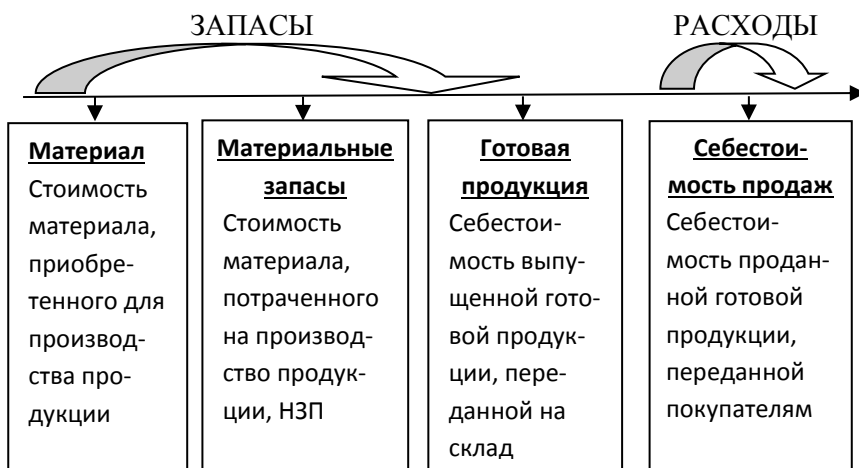 ЗАПАСЫ
РАСХОДЫ
Материал
Стоимость
материала,
приобре-
тенного для
производ-
ства про-
дукции
Материальные
запасы
Стоимость
материала,
потраченного
на производ-
ство продук-
ции, НЗП
Готовая
продукция
Себестои-
мость выпу-
щенной гото-
вой продук-
ции, пере-
данной на
склад
Себестои-
мость продаж
Себестои-
мость продан-
ной готовой
продукции,
переданной
покупателям